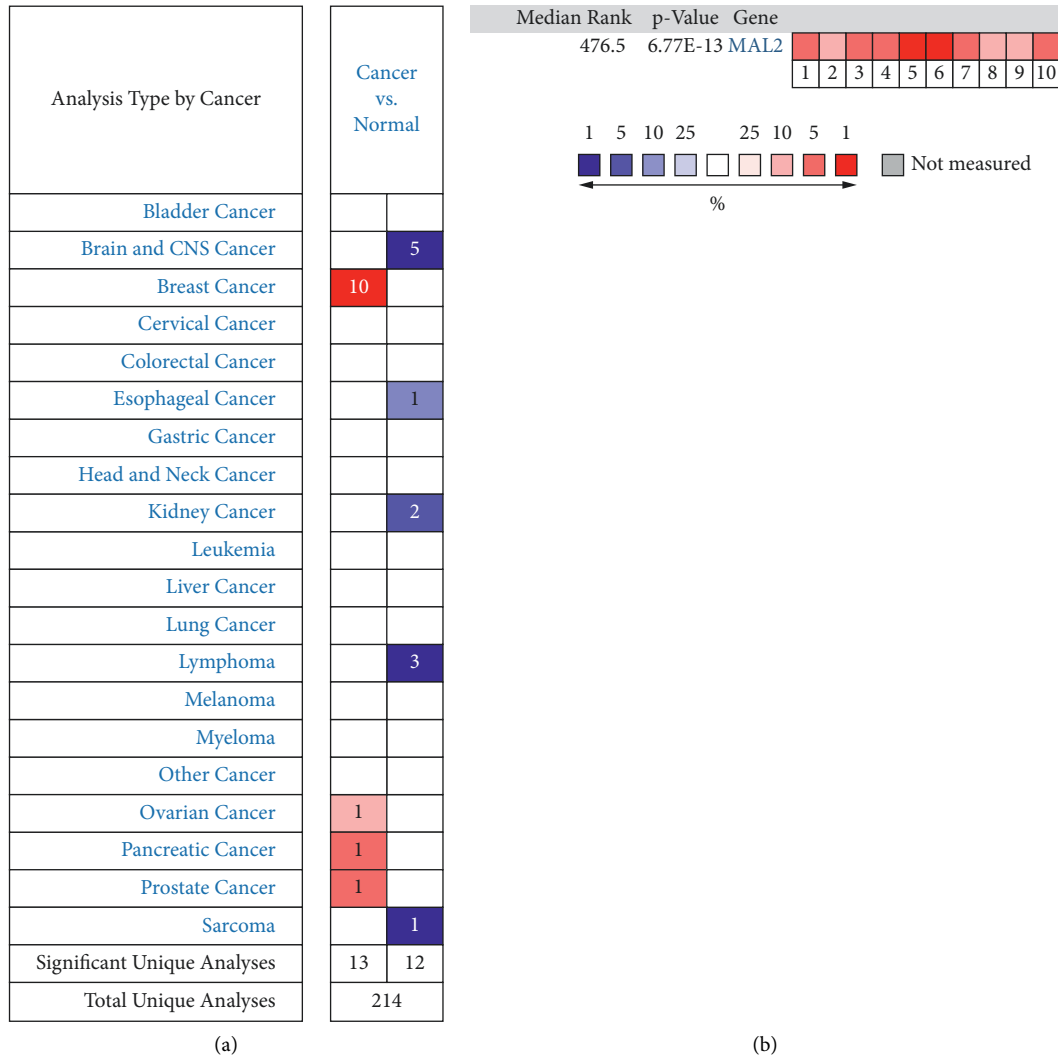 Analysis Type by Cancer
Cancer
vs.
Normal
Bladder Cancer
Brain and CNS Cancer 5
Breast Cancer 10
Cervical Cancer
Colorectal Cancer
Esophageal Cancer 1
Gastric Cancer
Head and Neck Cancer
Kidney Cancer 2
Leukemia
Liver Cancer
Lung Cancer
Lymphoma 3
Melanoma
Myeloma
Other Cancer
Ovarian Cancer 1
Pancreatic Cancer 1
Prostate Cancer 1
Sarcoma 1
Significant Unique Analyses 13 12
Total Unique Analyses 214
(a)
Median Rank p-Value Gene
476.5 6.77E-13 MAL2
1 2 3 4 5 6 7 8 9 10
1 5 10 25 25 10 5 1
Not measured
%
(b)